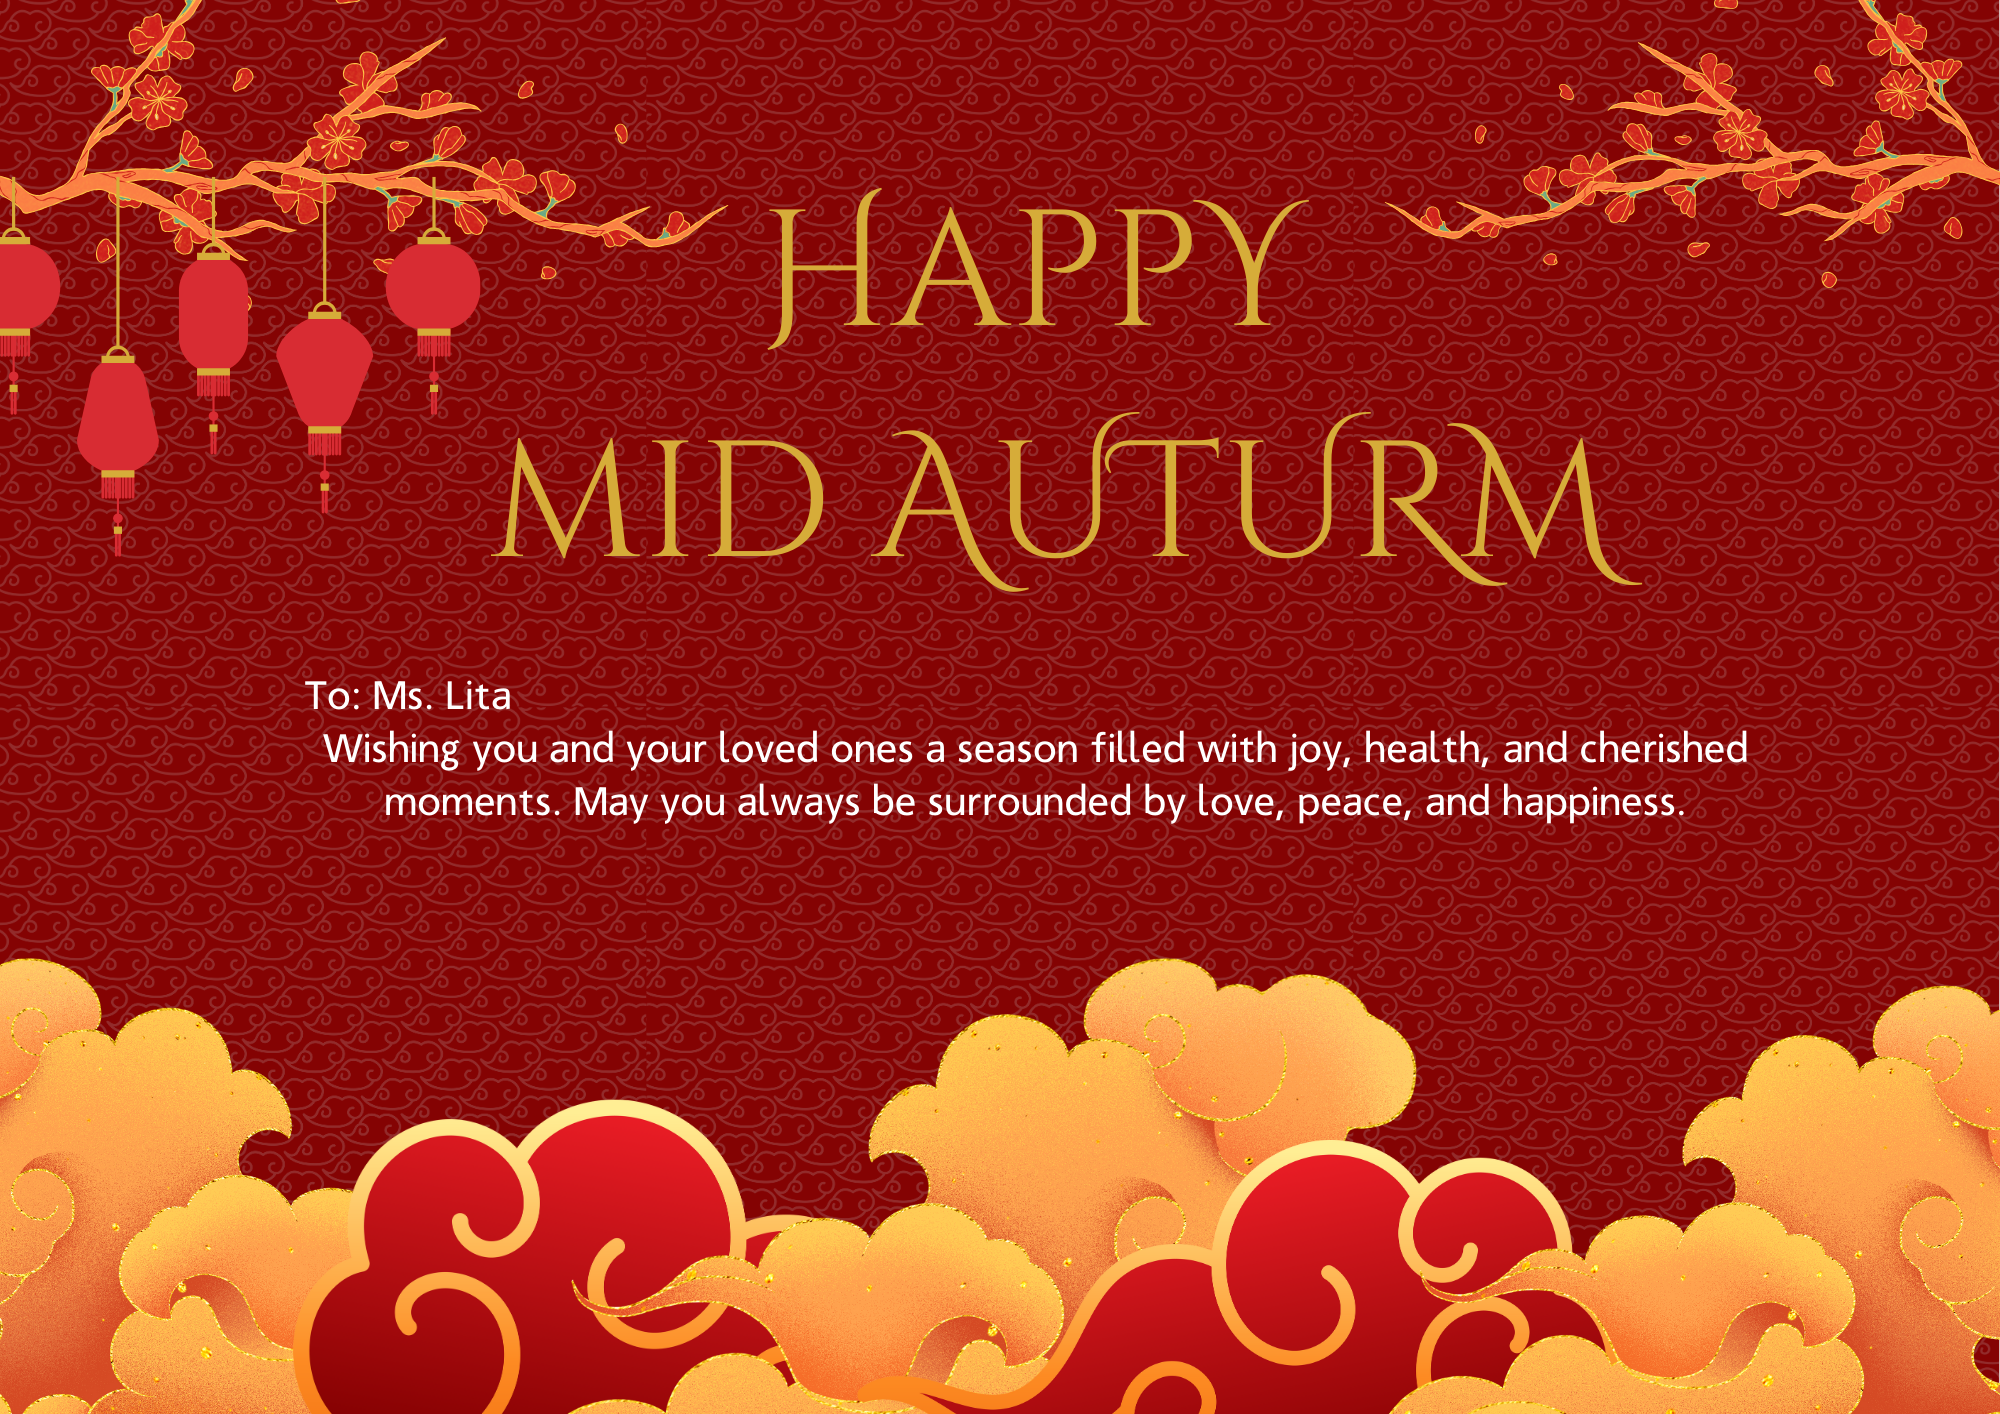 HAPPY
MID AUTURM
To: Ms. Lita
Wishing you and your loved ones a season filled with joy, health, and cherished
moments. May you always be surrounded by love, peace, and happiness.